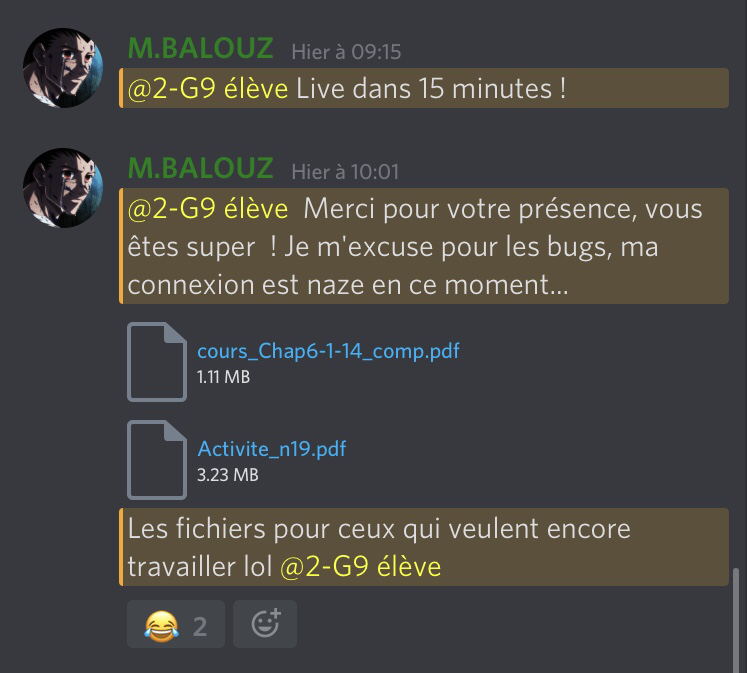 M.BALOUZ Hier à 09:15
@2-G9 élève Live dans 15 minutes !
M.BALOUZ Hier à 10:01
@2-G9 élève  Merci pour votre présence, vous
êtes super  ! Je m'excuse pour les bugs, ma
connexion est naze en ce moment...
cours_Chap6-1-14_comp.pdf
1.11 MB
Activite_n19.pdf
3.23 MB
Les fichiers pour ceux qui veulent encore
travailler lol @2-G9 élève
😂 2